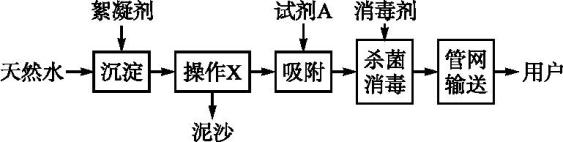 絮凝剂
试剂A
消毒剂
天然水
沉淀
操作X
吸附
杀菌
消毒
管网
输送
用户
泥沙